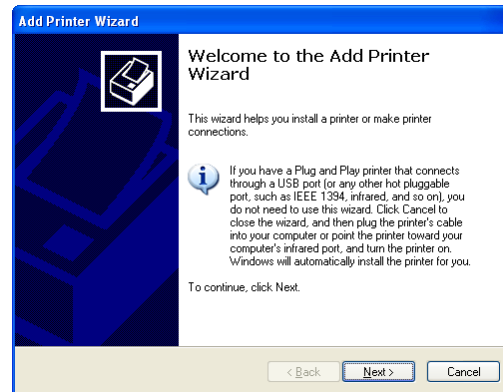 Add Printer Wizard
Welcome to the Add Printer
Wizard
This wizard helps you install a printer or make printer
connections.
If you have a Plug and Play printer that connects
through a USB port (or any other hot pluggable
port, such as IEEE 1394, infrared, and so on), you
do not need to use this wizard. Click Cancel to
close the wizard, and then plug the printer's cable
into your computer or point the printer toward your
computer's infrared port, and turn the printer on.
Windows will automatically install the printer for you.
To continue, click Next.
< Back Next > Cancel